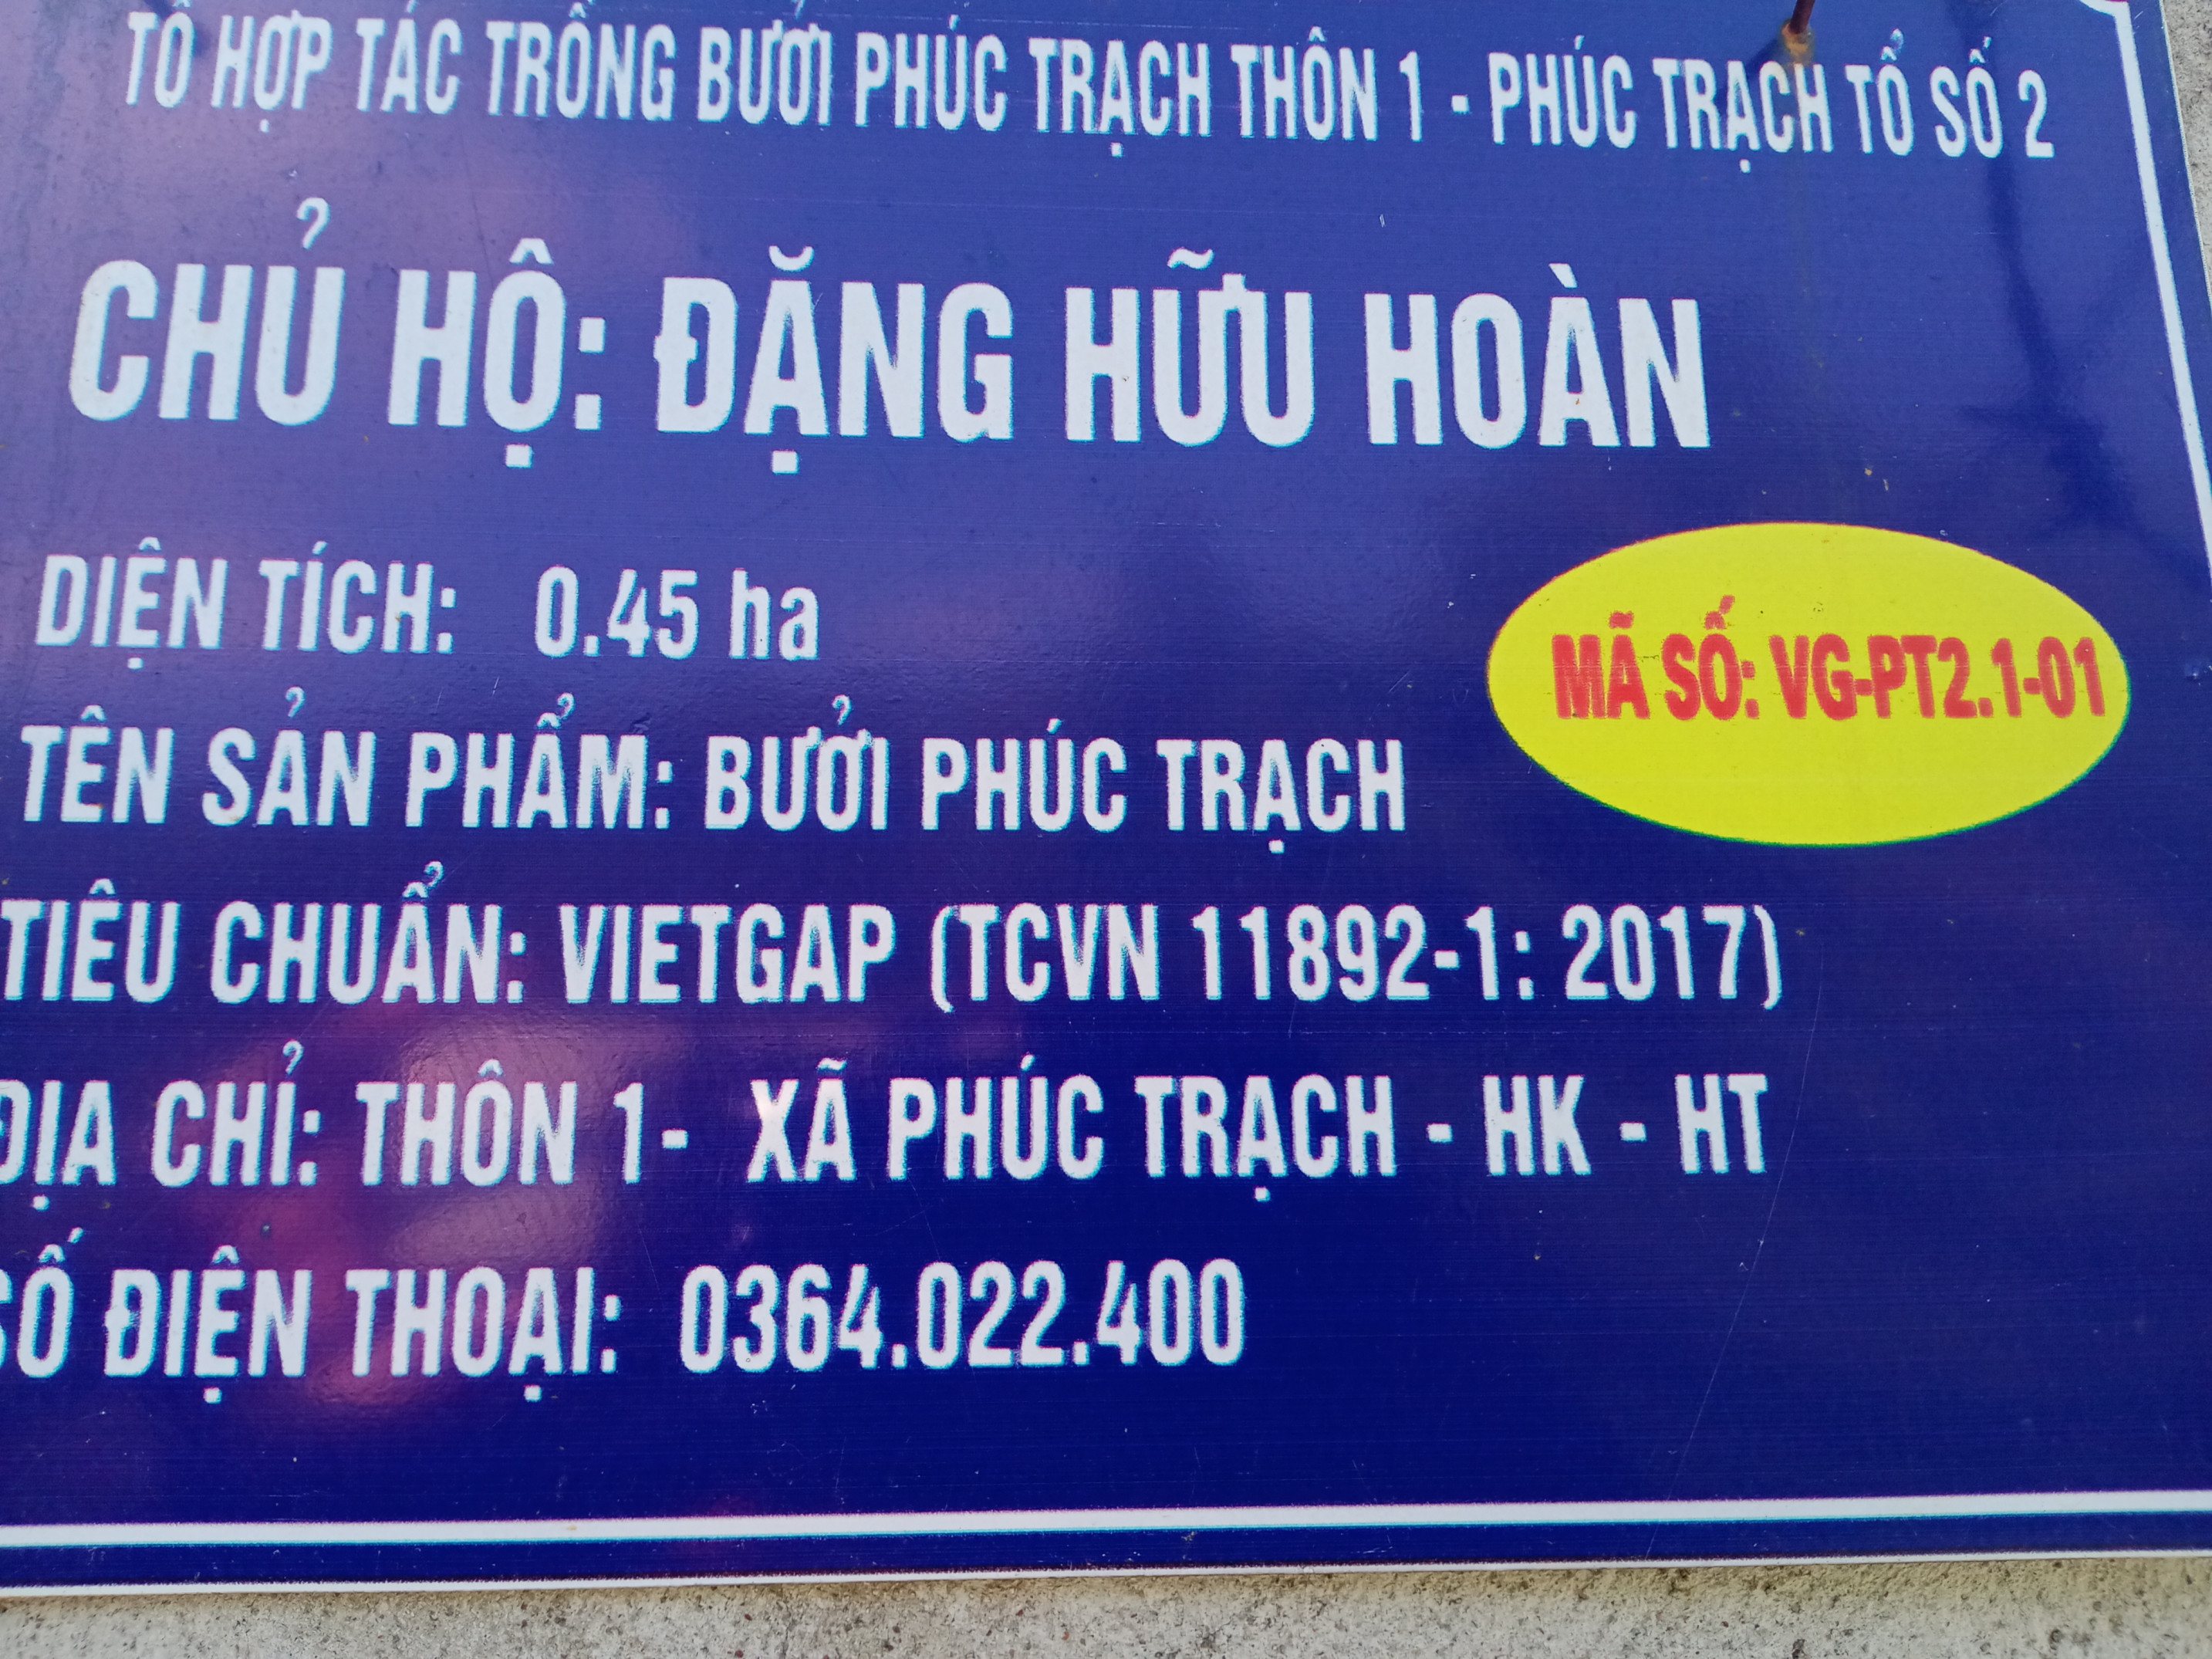 TỔ HỢP TÁC TRỒNG BƯỞI PHÚC TRẠCH THÔN 1 - PHÚC TRẠCH TỔ SỐ 2
CHỦ HỘ: ĐẶNG HỮU HOÀN
DIỆN TÍCH: 0.45 ha
MÃ SỐ: VG-PT2.1-01
TÊN SẢN PHẨM: BƯỞI PHÚC TRẠCH
TIÊU CHUẨN: VIETGAP (TCVN 11892-1: 2017)
ĐỊA CHỈ: THÔN 1- XÃ PHÚC TRẠCH - HK - HT
SỐ ĐIỆN THOẠI: 0364.022.400